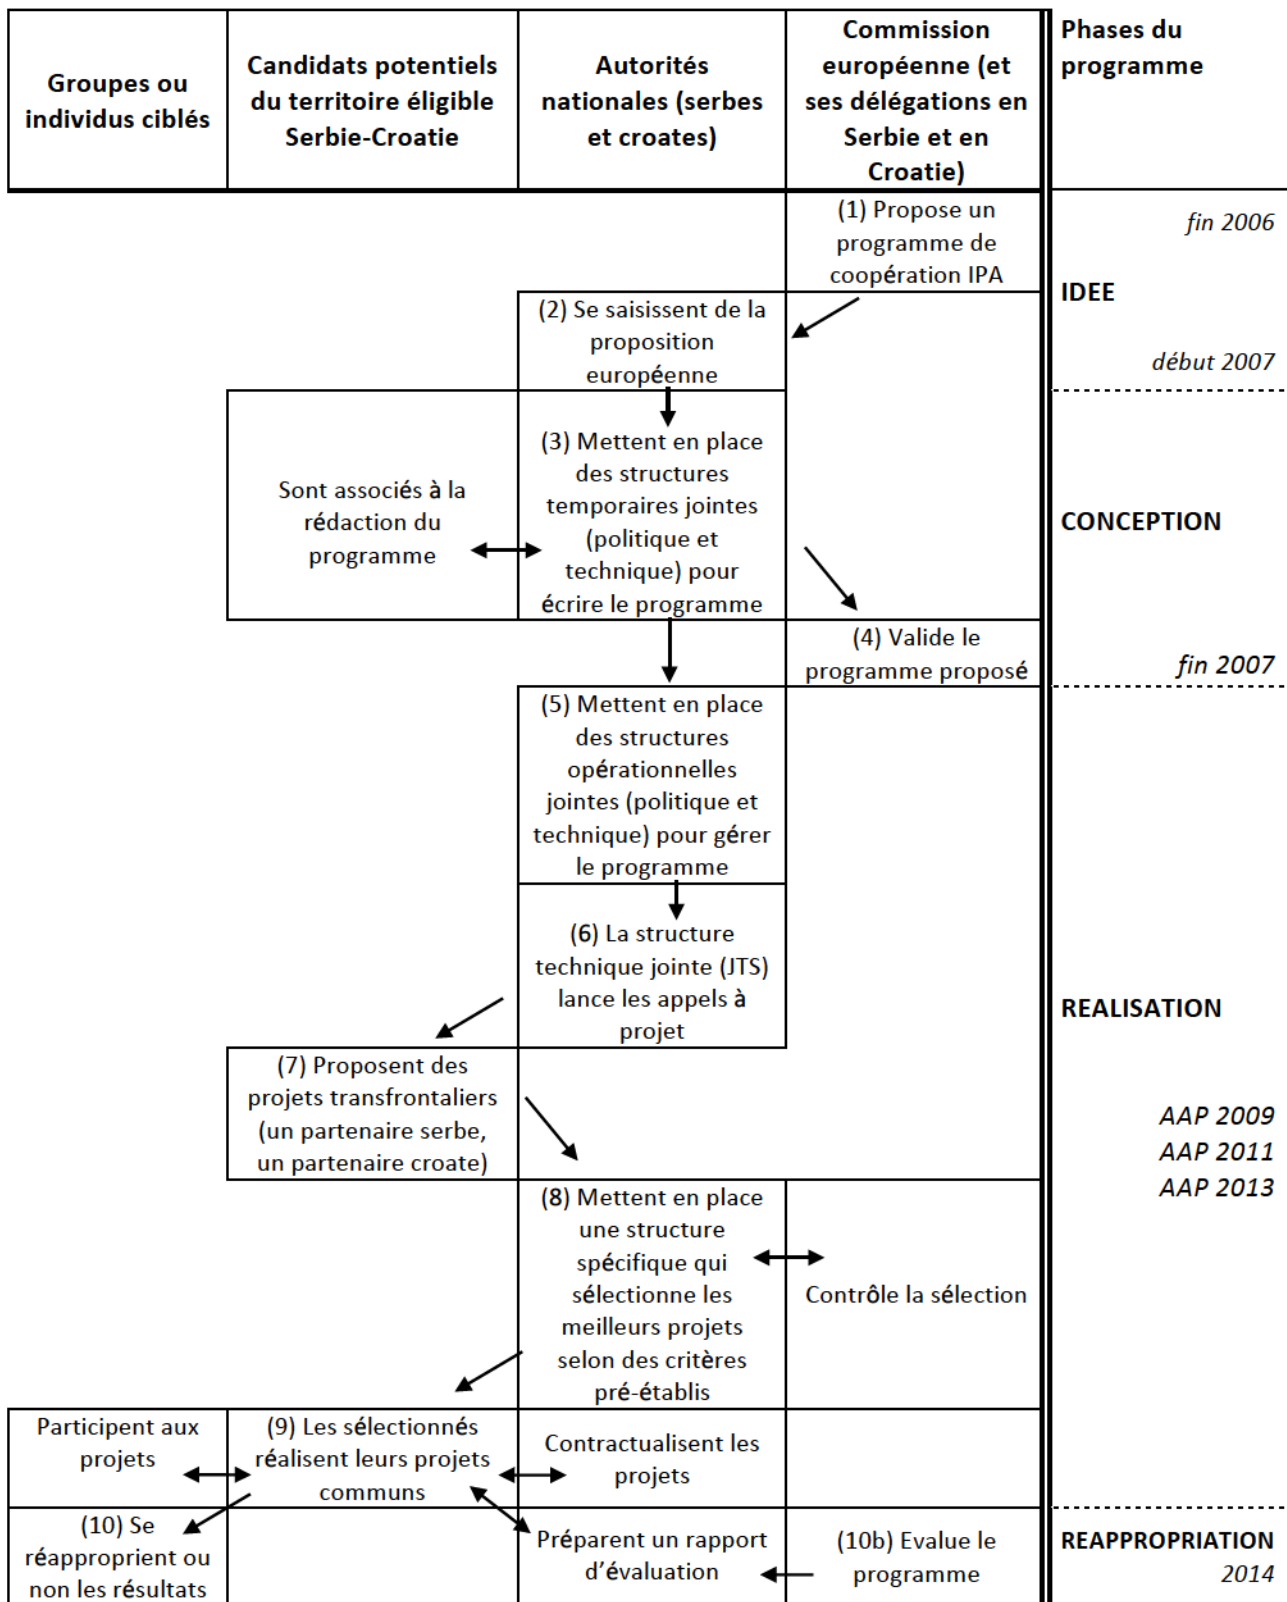 Groupes ou
individus ciblés
Candidats potentiels
du territoire éligible
Serbie-Croatie
Autorités
nationales (serbes
et croates)
Commission
européenne (et
ses délégations en
Serbie et en
Croatie)
Phases du
programme
(1) Propose un
programme de
coopération IPA
fin 2006
IDEE
(2) Se saisissent de la
proposition
européenne
début 2007
Sont associés à la
rédaction du
programme
(3) Mettent en place
des structures
temporaires jointes
(politique et
technique) pour
écrire le programme
CONCEPTION
(4) Valide le
programme proposé
fin 2007
(5) Mettent en place
des structures
opérationnelles
jointes (politique et
technique) pour gérer
le programme
(6) La structure
technique jointe (JTS)
lance les appels à
projet
REALISATION
(7) Proposent des
projets transfrontaliers
(un partenaire serbe,
un partenaire croate)
AAP 2009
AAP 2011
AAP 2013
(8) Mettent en place
une structure
spécifique qui
sélectionne les
meilleurs projets
selon des critères
pré-établis
Contrôle la sélection
Participent aux
projets
(9) Les sélectionnés
réalisent leurs projets
communs
Contractualisent les
projets
(10) Se
réapproprient ou
non les résultats
Préparent un rapport
d'évaluation
(10b) Evalue le
programme
REAPPROPRIATION
2014